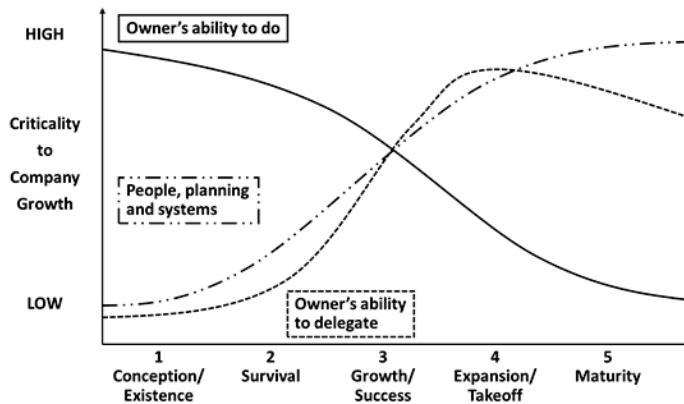 Owner's ability to do
HIGH
Criticality
to
Company
Growth
People, planning
and systems
LOW
Owner's ability
to delegate
1
Conception/
Existence
2
Survival
3
Growth/
Success
4
Expansion/
Takeoff
5
Maturity